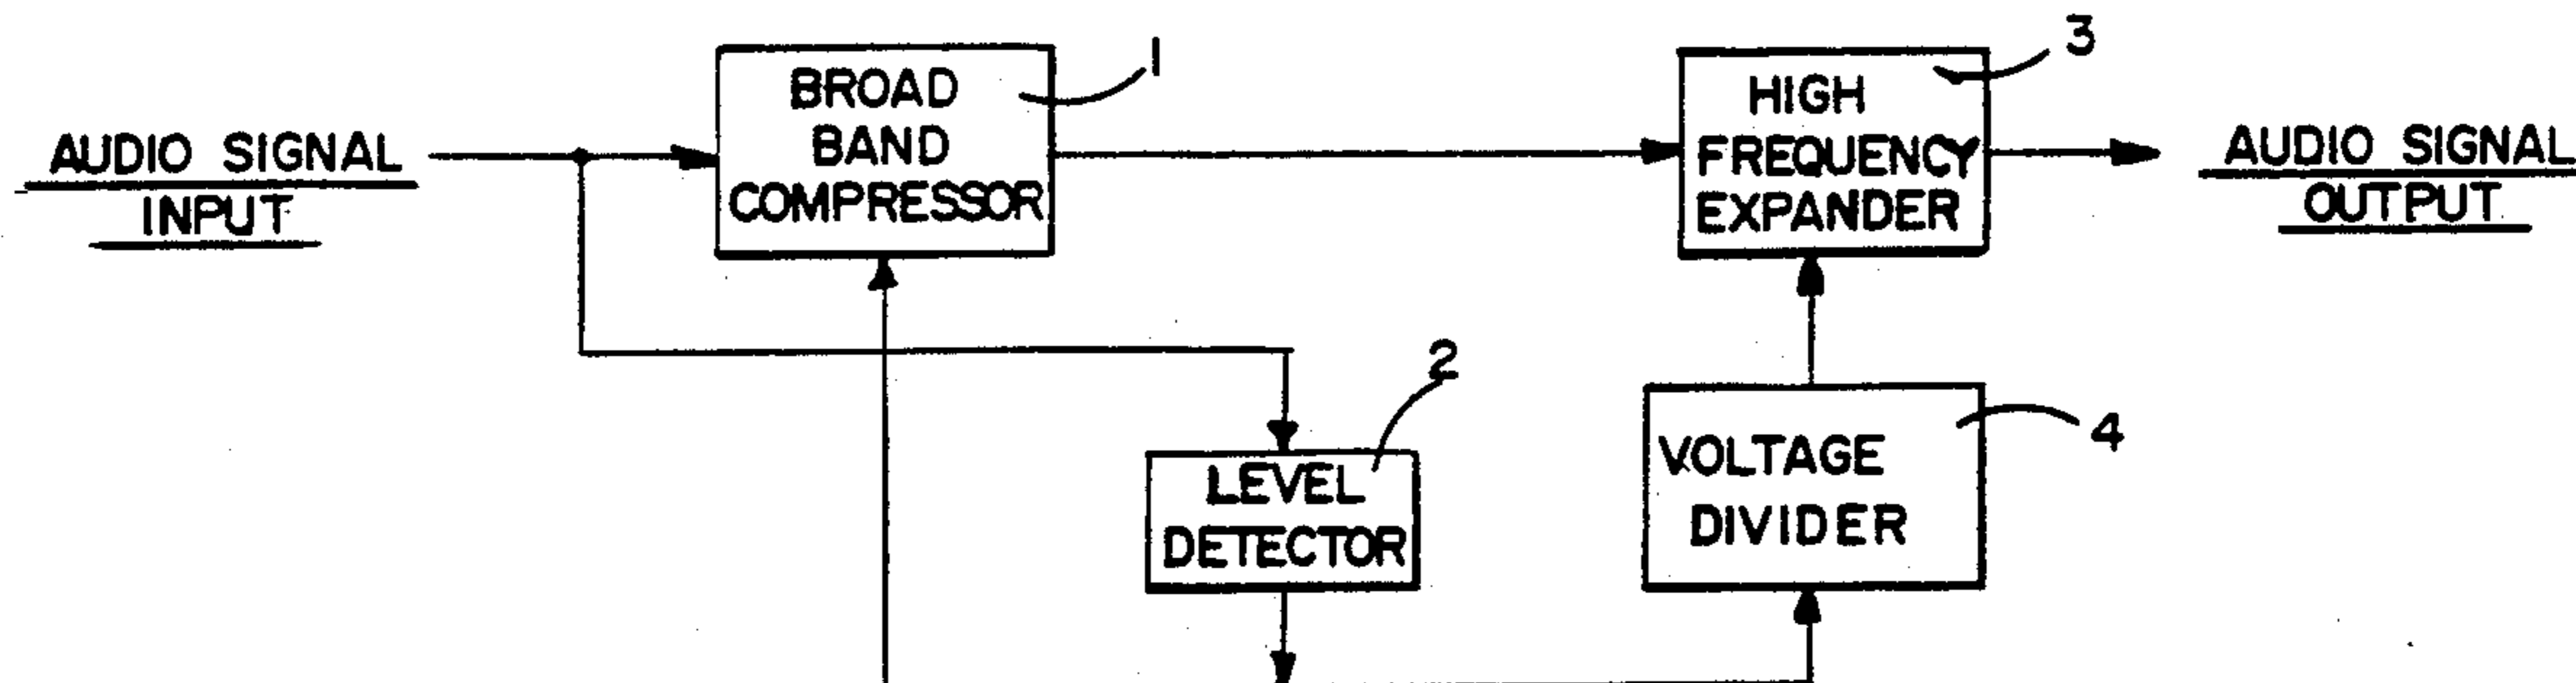 AUDIO SIGNAL
INPUT
BROAD
BAND
COMPRESSOR
1
HIGH
FREQUENCY
EXPANDER
3
AUDIO SIGNAL
OUTPUT
LEVEL
DETECTOR
2
VOLTAGE
DIVIDER
4